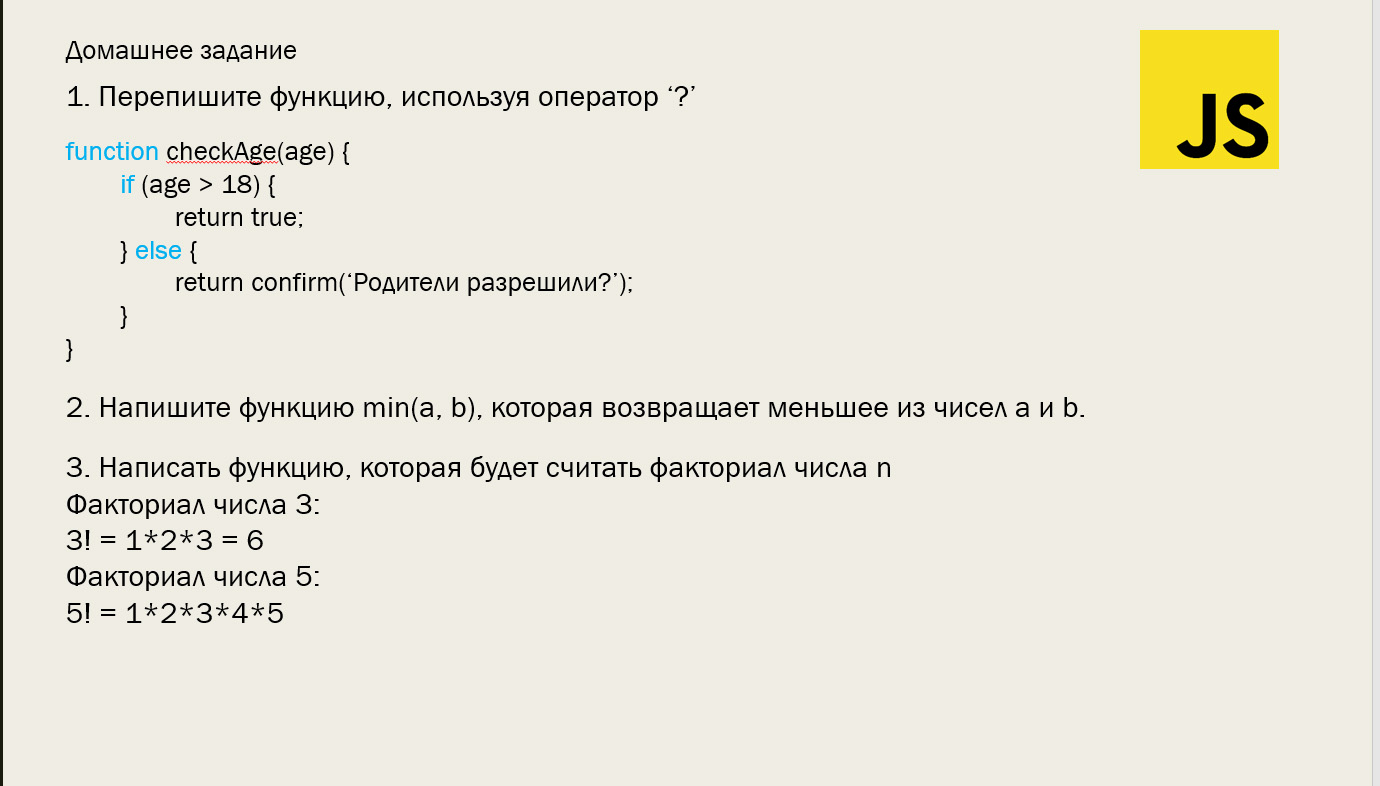 Домашнее задание
JS
1. Перепишите функцию, используя оператор ‘?’
function checkAge(age) {
if (age > 18) {
return true;
} else {
return confirm(‘Родители разрешили?’);
}
}
2. Напишите функцию min(a, b), которая возвращает меньшее из чисел a и b.
3. Написать функцию, которая будет считать факториал числа n
Факториал числа 3:
3! = 1*2*3 = 6
Факториал числа 5:
5! = 1*2*3*4*5